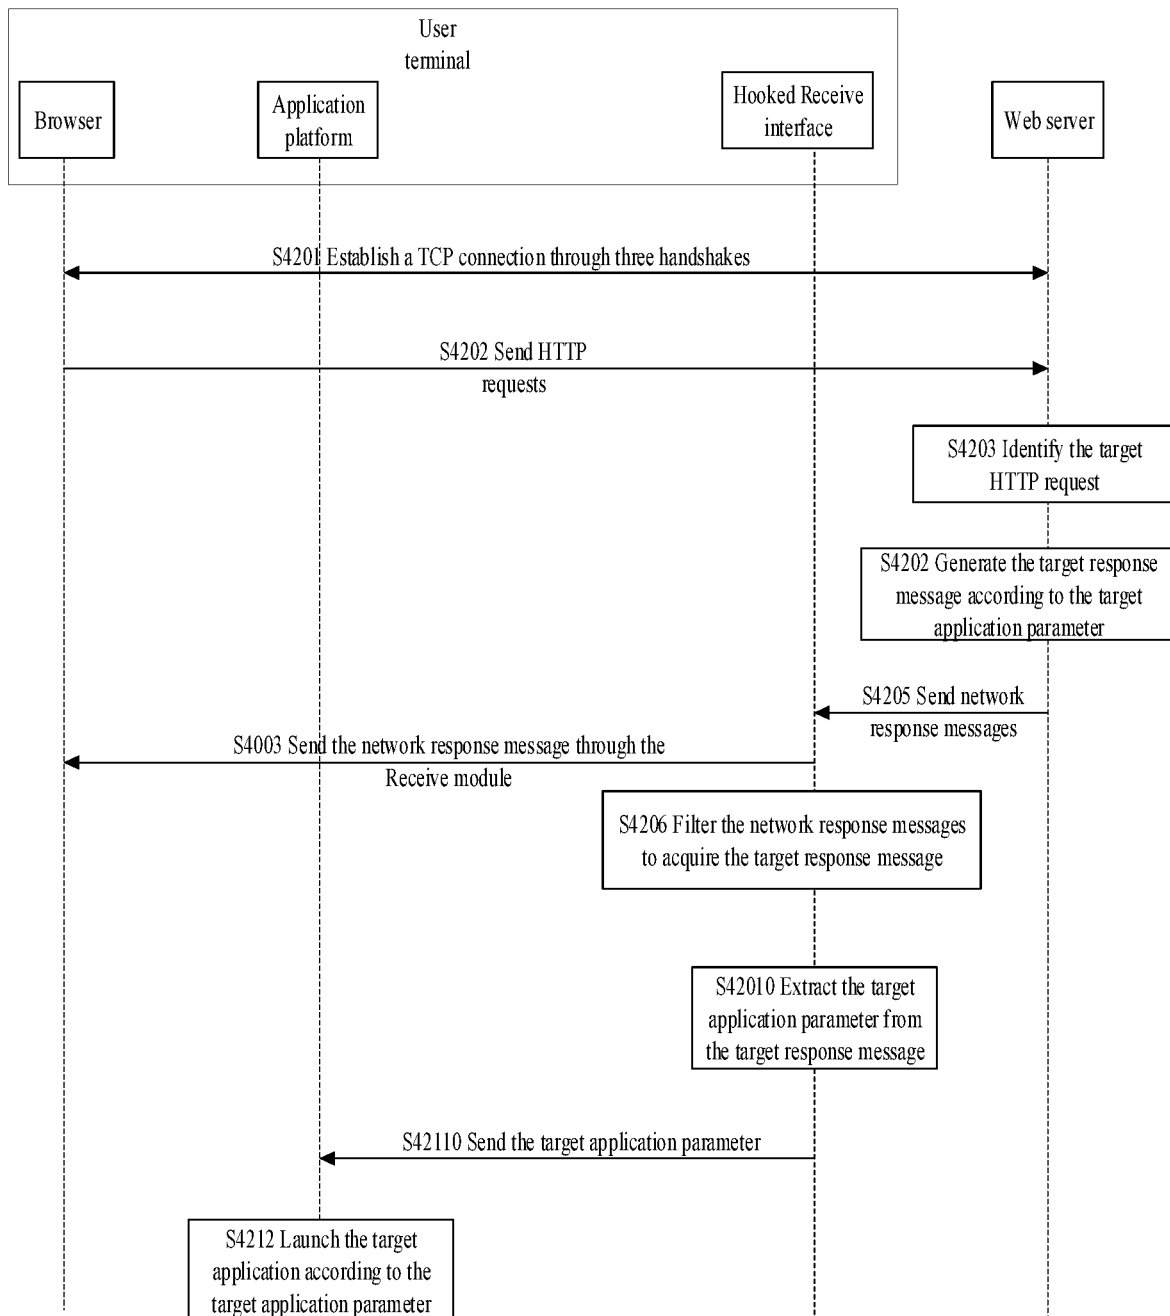 User
terminal
Browser
Application
platform
Hooked Receive
interface
Web server
S4201 Establish a TCP connection through three handshakes
S4202 Send HTTP
requests
S4203 Identify the target
HTTP request
S4202 Generate the target response
message according to the target
application parameter
S4205 Send network
response messages
S4003 Send the network response message through the
Receive module
S4206 Filter the network response messages
to acquire the target response message
S42010 Extract the target
application parameter from
the target response message
S42110 Send the target application parameter
S4212 Launch the target
application according to the
target application parameter